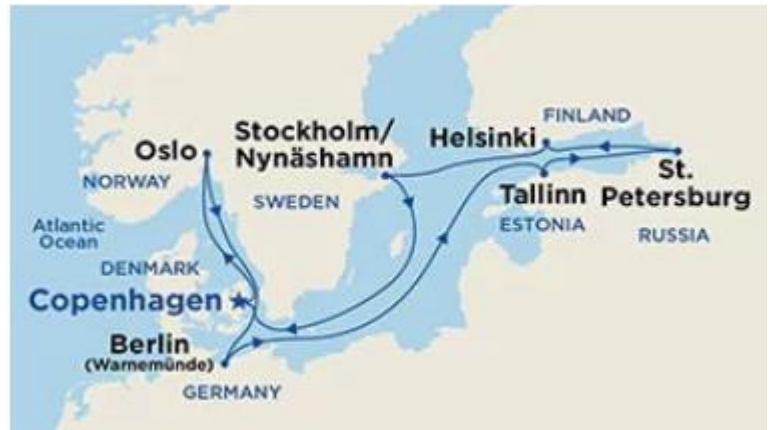 FINLAND
Stockholm/
Nynäshamn
Helsinki
Oslo
NORWAY
SWEDEN
Tallinn
St.
Petersburg
ESTONIA
RUSSIA
Atlantic
Ocean
DENMARK
Copenhagen
Berlin
(Warnemünde)
GERMANY